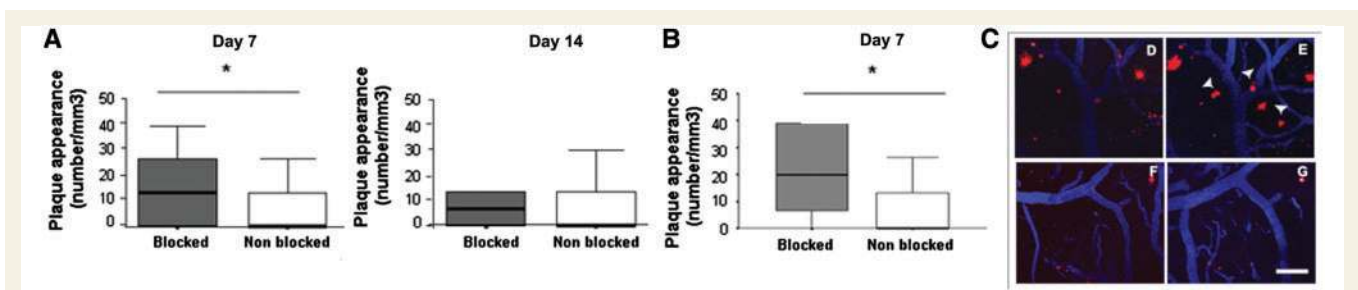 A
Day 7
*
Plaque appearance
(number/mm3)
50
40
30
20
10
0
Blocked
Non blocked
Day 14
Plaque appearance
(number/mm3)
50
40
30
20
10
0
Blocked
Non blocked
B
Day 7
*
Plaque appearance
(number/mm3)
50
40
30
20
10
0
Blocked
Non blocked
C
D
E
F
G